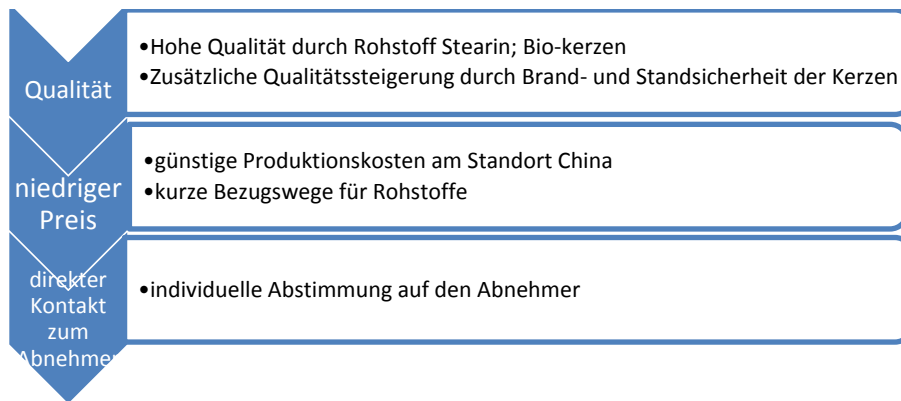 Qualität
•Hohe Qualität durch Rohstoff Stearin; Bio-kerzen
•Zusätzliche Qualitätssteigerung durch Brand- und Standsicherheit der Kerzen
niedriger
Preis
•günstige Produktionskosten am Standort China
•kurze Bezugswege für Rohstoffe
direkter
Kontakt
zum
Abnehmer
•individuelle Abstimmung auf den Abnehmer